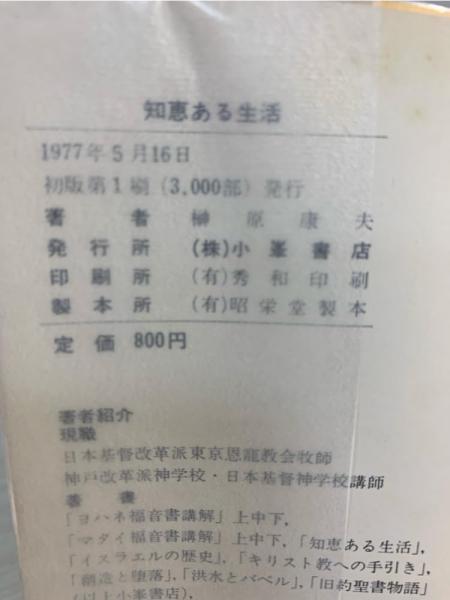 知恵ある生活
1977年5月16日
初版第1刷(3,000部)発行
著者 榊原康夫
発行所 (株)小峯書店
印刷所 (有)秀和印刷
製本所 (有)昭栄堂製本
定価 800円
著者紹介
現職
日本基督改革派東京恩寵教会牧師
神戸改革派神学校・日本基督神学校講師
著書
「ヨハネ福音書講解」上中下,
「マタイ福音書講解」上中下,「知恵ある生活」,
「イスラエルの歴史」,「キリスト教への手引き」,
「創造と堕落」,「洪水とバベル」,「旧約聖書物語」
(以上小峯書店),